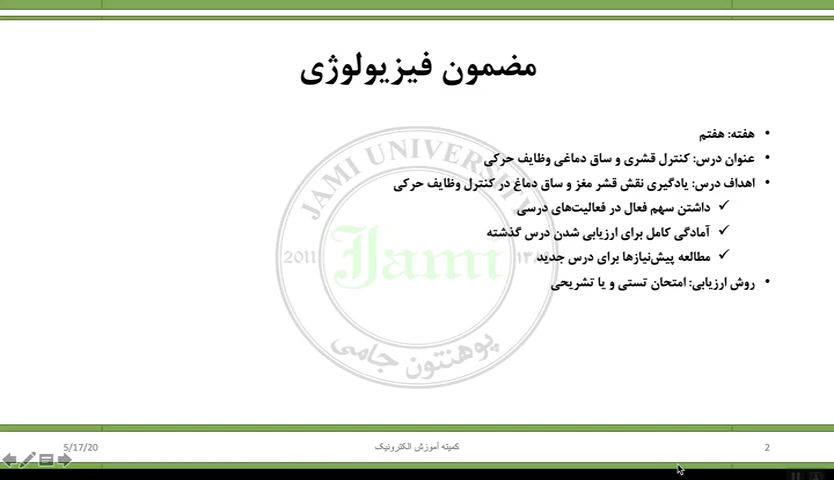 مضمون فیزیولوژی
• هفته: هفتم
• عنوان درس: کنترل قشری و ساق دماغی وظایف حرکی
• اهداف درس: یادگیری نقش قشر مغز و ساق دماغ در کنترل وظایف حرکی
✓ داشتن سهم فعال در فعالیت‌های درسی
✓ آمادگی کامل برای ارزیابی شدن درس گذشته
✓ مطالعه پیش‌نیازها برای درس جدید
• روش ارزیابی: امتحان تستی و یا تشریحی
JAMI UNIVERSITY
2011
Jami
پوهنتون جامی
5/17/20
کمیته آموزش الکترونیک
2